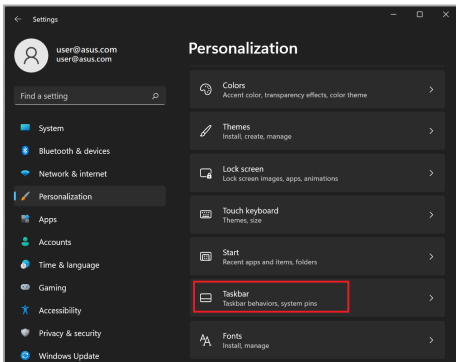 Settings
user@asus.com
user@asus.com
Find a setting
System
Bluetooth & devices
Network & internet
Personalization
Apps
Accounts
Time & language
Gaming
Accessibility
Privacy & security
Windows Update
Personalization
Colors
Accent color, transparency effects, color theme
Themes
Install, create, manage
Lock screen
Lock screen images, apps, animations
Touch keyboard
Themes, size
Start
Recent apps and items, folders
Taskbar
Taskbar behaviors, system pins
Fonts
Install, manage